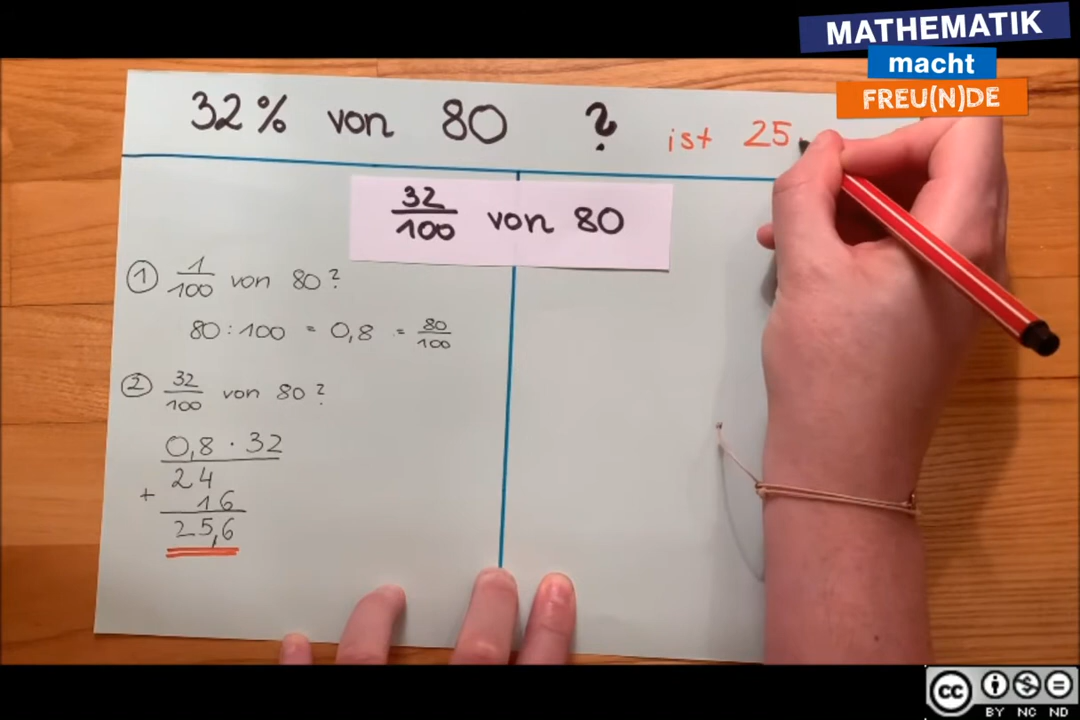 MATHEMATIK
macht
FREU(N)DE
32% von 80 ? ist 25,
32/100 von 80
① 1/100 von 80?
80:100 = 0,8 = 80/100
② 32/100 von 80?
0,8 · 32
24
+ 16
25,6
cc
BY NC ND